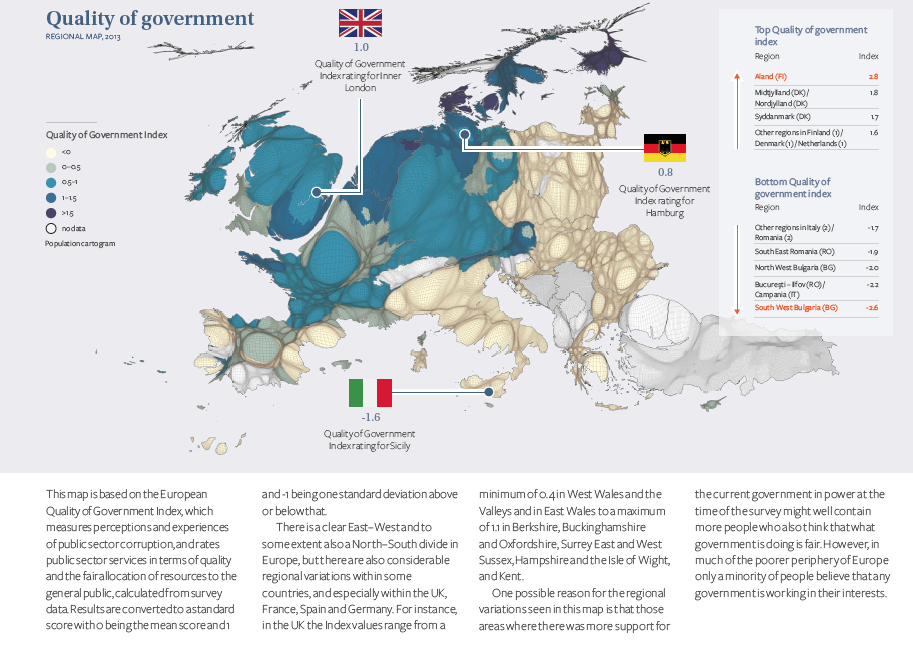 Quality of government
REGIONAL MAP, 2013
1.0
Quality of Government
Index rating for Inner
London
Quality of Government Index
<0
0–0.5
0.5–1
1–1.5
>1.5
no data
Population cartogram
0.8
Quality of Government
Index rating for
Hamburg
-1.6
Quality of Government
Index rating for Sicily
Top Quality of government
index
Region Index
Aland (FI) 2.8
Midtjylland (DK) / 1.8
Nordjylland (DK)
Syddanmark (DK) 1.7
Other regions in Finland (1) / 1.6
Denmark (1) / Netherlands (1)
Bottom Quality of
government index
Region Index
Other regions in Italy (2) / -1.7
Romania (2)
South East Romania (RO) -1.9
North West Bulgaria (BG) -2.0
Bucureşti – Ilfov (RO) / -2.2
Campania (IT)
South West Bulgaria (BG) -2.6
This map is based on the European
Quality of Government Index, which
measures perceptions and experiences
of public sector corruption, and rates
public sector services in terms of quality
and the fair allocation of resources to the
general public, calculated from survey
data. Results are converted to a standard
score with 0 being the mean score and 1
and -1 being one standard deviation above
or below that.
There is a clear East–West and to
some extent also a North–South divide in
Europe, but there are also considerable
regional variations within some
countries, and especially within the UK,
France, Spain and Germany. For instance,
in the UK the Index values range from a
minimum of 0.4 in West Wales and the
Valleys and in East Wales to a maximum
of 1.1 in Berkshire, Buckinghamshire
and Oxfordshire, Surrey East and West
Sussex, Hampshire and the Isle of Wight,
and Kent.
One possible reason for the regional
variations seen in this map is that those
areas where there was more support for
the current government in power at the
time of the survey might well contain
more people who also think that what
government is doing is fair. However, in
much of the poorer periphery of Europe
only a minority of people believe that any
government is working in their interests.